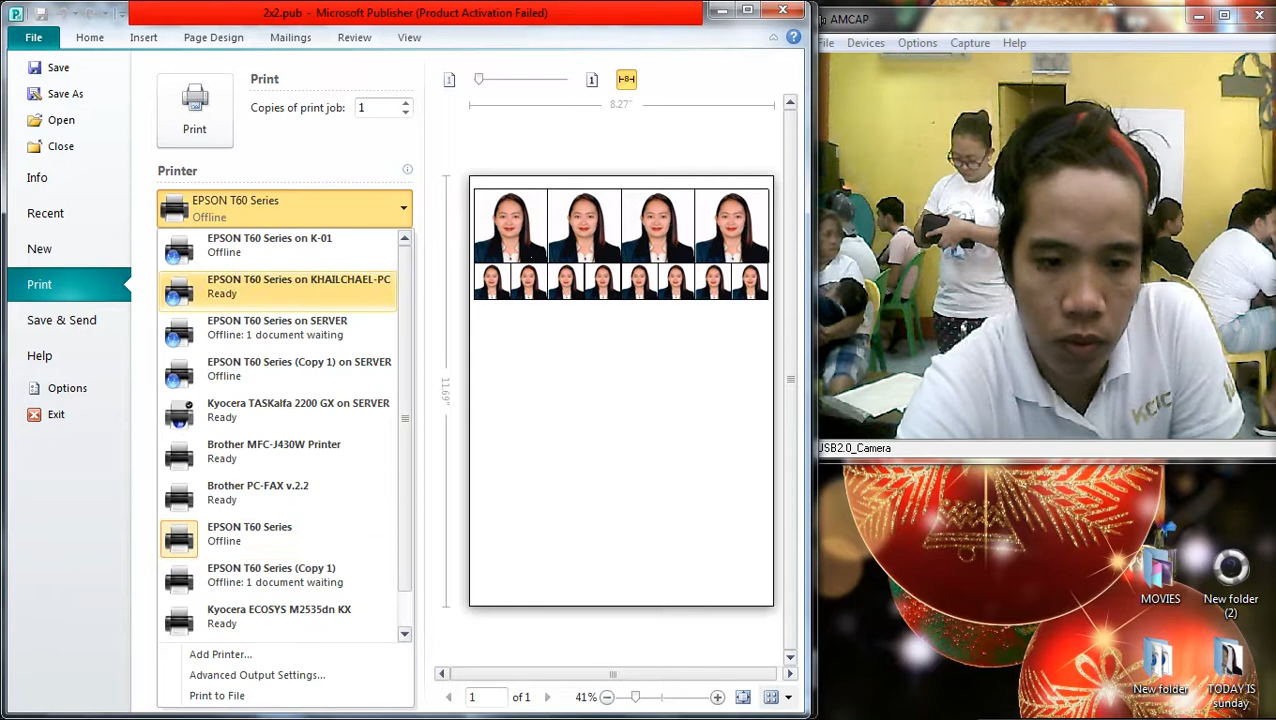 2x2.pub - Microsoft Publisher (Product Activation Failed)
File Home Insert Page Design Mailings Review View
Save
Save As
Open
Close
Info
Recent
New
Print
Save & Send
Help
Options
Exit
Print
Print
Copies of print job: 1
Printer
EPSON T60 Series
Offline
EPSON T60 Series on K-01
Offline
EPSON T60 Series on KHAILCHAEL-PC
Ready
EPSON T60 Series on SERVER
Offline: 1 document waiting
EPSON T60 Series (Copy 1) on SERVER
Offline
Kyocera TASKalfa 2200 GX on SERVER
Ready
Brother MFC-J430W Printer
Ready
Brother PC-FAX v.2.2
Ready
EPSON T60 Series
Offline
EPSON T60 Series (Copy 1)
Offline: 1 document waiting
Kyocera ECOSYS M2535dn KX
Ready
Add Printer...
Advanced Output Settings...
Print to File
1 1
8.27"
11.69"
1 of 1 41%
AMCAP
File Devices Options Capture Help
USB2.0_Camera
MOVIES
New folder
(2)
New folder
TODAY IS
sunday